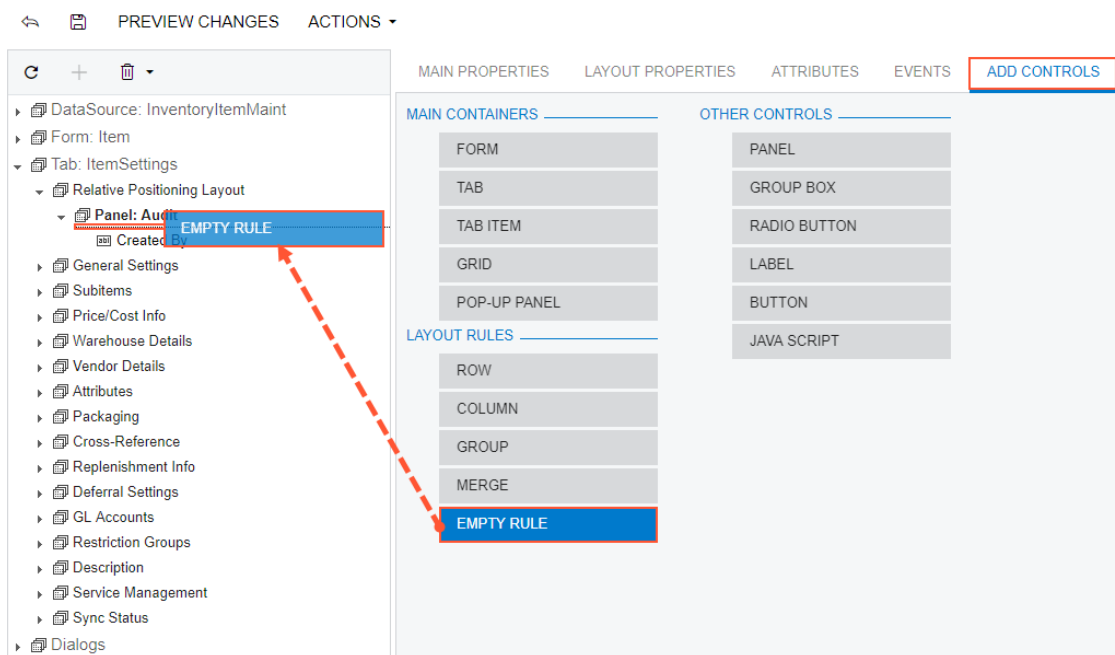 PREVIEW CHANGES ACTIONS
DataSource: InventoryItemMaint
Form: Item
Tab: ItemSettings
Relative Positioning Layout
Panel: Audit
EMPTY RULE
Created By
General Settings
Subitems
Price/Cost Info
Warehouse Details
Vendor Details
Attributes
Packaging
Cross-Reference
Replenishment Info
Deferral Settings
GL Accounts
Restriction Groups
Description
Service Management
Sync Status
Dialogs
MAIN PROPERTIES LAYOUT PROPERTIES ATTRIBUTES EVENTS ADD CONTROLS
MAIN CONTAINERS
FORM
TAB
TAB ITEM
GRID
POP-UP PANEL
LAYOUT RULES
ROW
COLUMN
GROUP
MERGE
EMPTY RULE
OTHER CONTROLS
PANEL
GROUP BOX
RADIO BUTTON
LABEL
BUTTON
JAVA SCRIPT